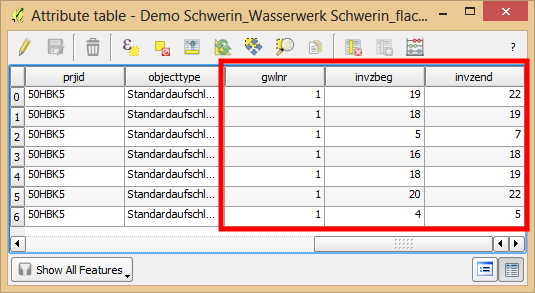 Attribute table - Demo Schwerin_Wasserwerk Schwerin_flac...
?
prjid objecttype gwlnr invzbeg invzend
0 50HBK5 Standardaufschl... 1 19 22
1 50HBK5 Standardaufschl... 1 18 19
2 50HBK5 Standardaufschl... 1 5 7
3 50HBK5 Standardaufschl... 1 16 18
4 50HBK5 Standardaufschl... 1 18 19
5 50HBK5 Standardaufschl... 1 20 22
6 50HBK5 Standardaufschl... 1 4 5
Show All Features